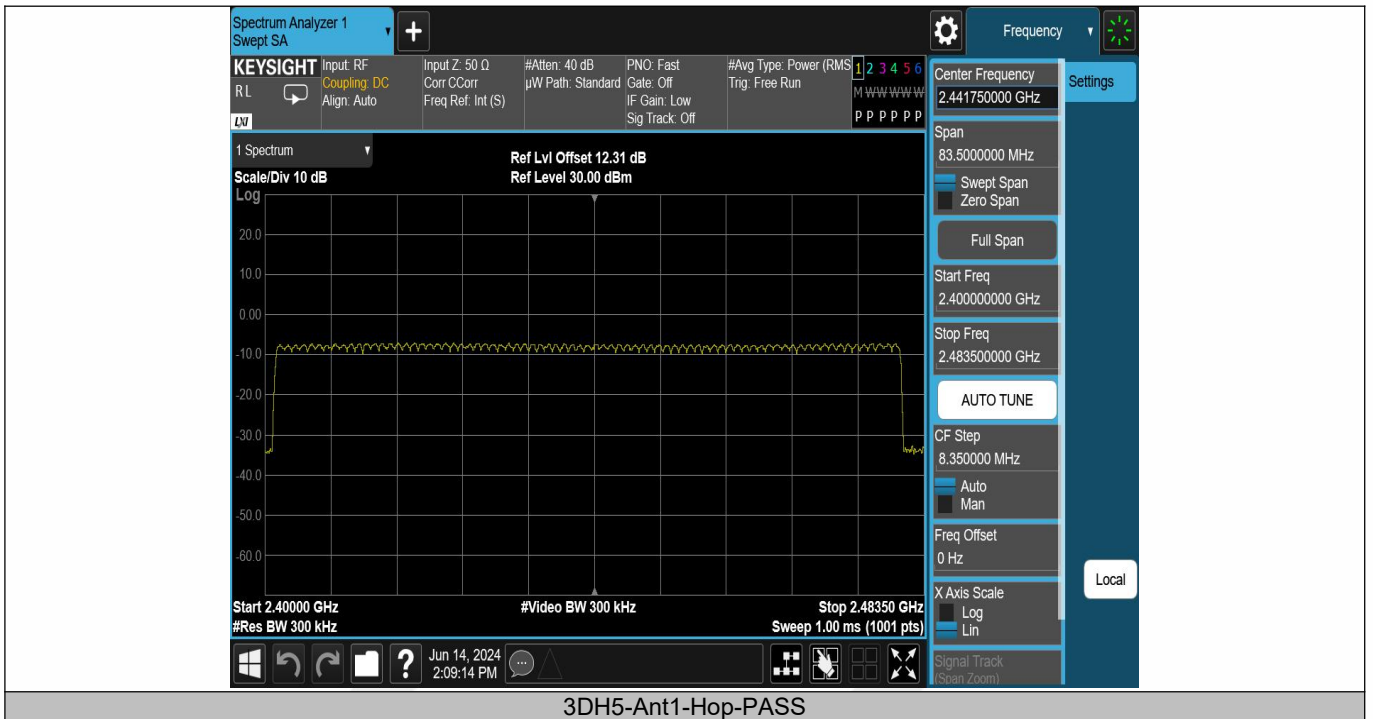 Spectrum Analyzer 1
Swept SA
+
Frequency
KEYSIGHT
RL
LXI
Input: RF
Coupling: DC
Align: Auto
Input Z: 50 Ω
Corr CCorr
Freq Ref: Int (S)
#Atten: 40 dB
µW Path: Standard
PNO: Fast
Gate: Off
IF Gain: Low
Sig Track: Off
#Avg Type: Power (RMS
Trig: Free Run
1 2 3 4 5 6
M W W W W W
P P P P P P
1 Spectrum
Scale/Div 10 dB
Log
Ref Lvl Offset 12.31 dB
Ref Level 30.00 dBm
20.0
10.0
0.00
-10.0
-20.0
-30.0
-40.0
-50.0
-60.0
Start 2.40000 GHz
#Res BW 300 kHz
#Video BW 300 kHz
Stop 2.48350 GHz
Sweep 1.00 ms (1001 pts)
Center Frequency
2.441750000 GHz
Settings
Span
83.5000000 MHz
Swept Span
Zero Span
Full Span
Start Freq
2.400000000 GHz
Stop Freq
2.483500000 GHz
AUTO TUNE
CF Step
8.350000 MHz
Auto
Man
Freq Offset
0 Hz
X Axis Scale
Log
Lin
Signal Track
(Span Zoom)
Local
?
Jun 14, 2024
2:09:14 PM
3DH5-Ant1-Hop-PASS